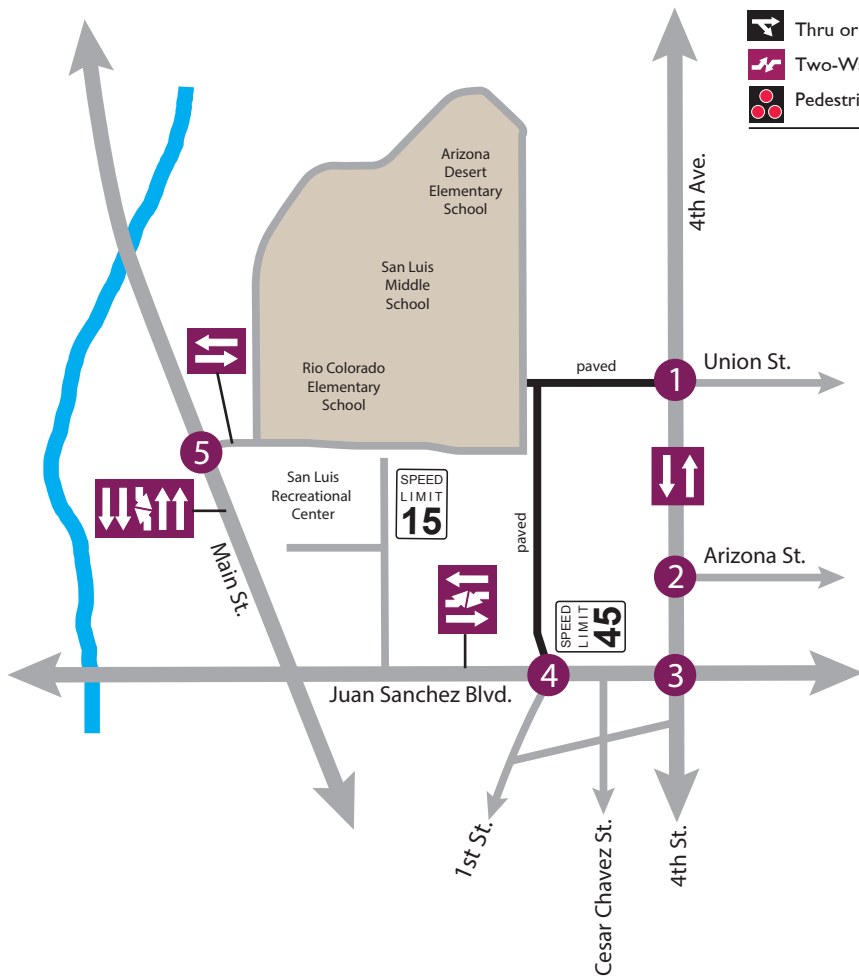 Thru or
Two-Wa
Pedestri
4th Ave.
Arizona
Desert
Elementary
School
San Luis
Middle
School
Rio Colorado
Elementary
School
paved
1
Union St.
5
San Luis
Recreational
Center
SPEED
LIMIT
15
Main St.
paved
2
Arizona St.
SPEED
LIMIT
45
4
3
Juan Sanchez Blvd.
1st St.
Cesar Chavez St.
4th St.